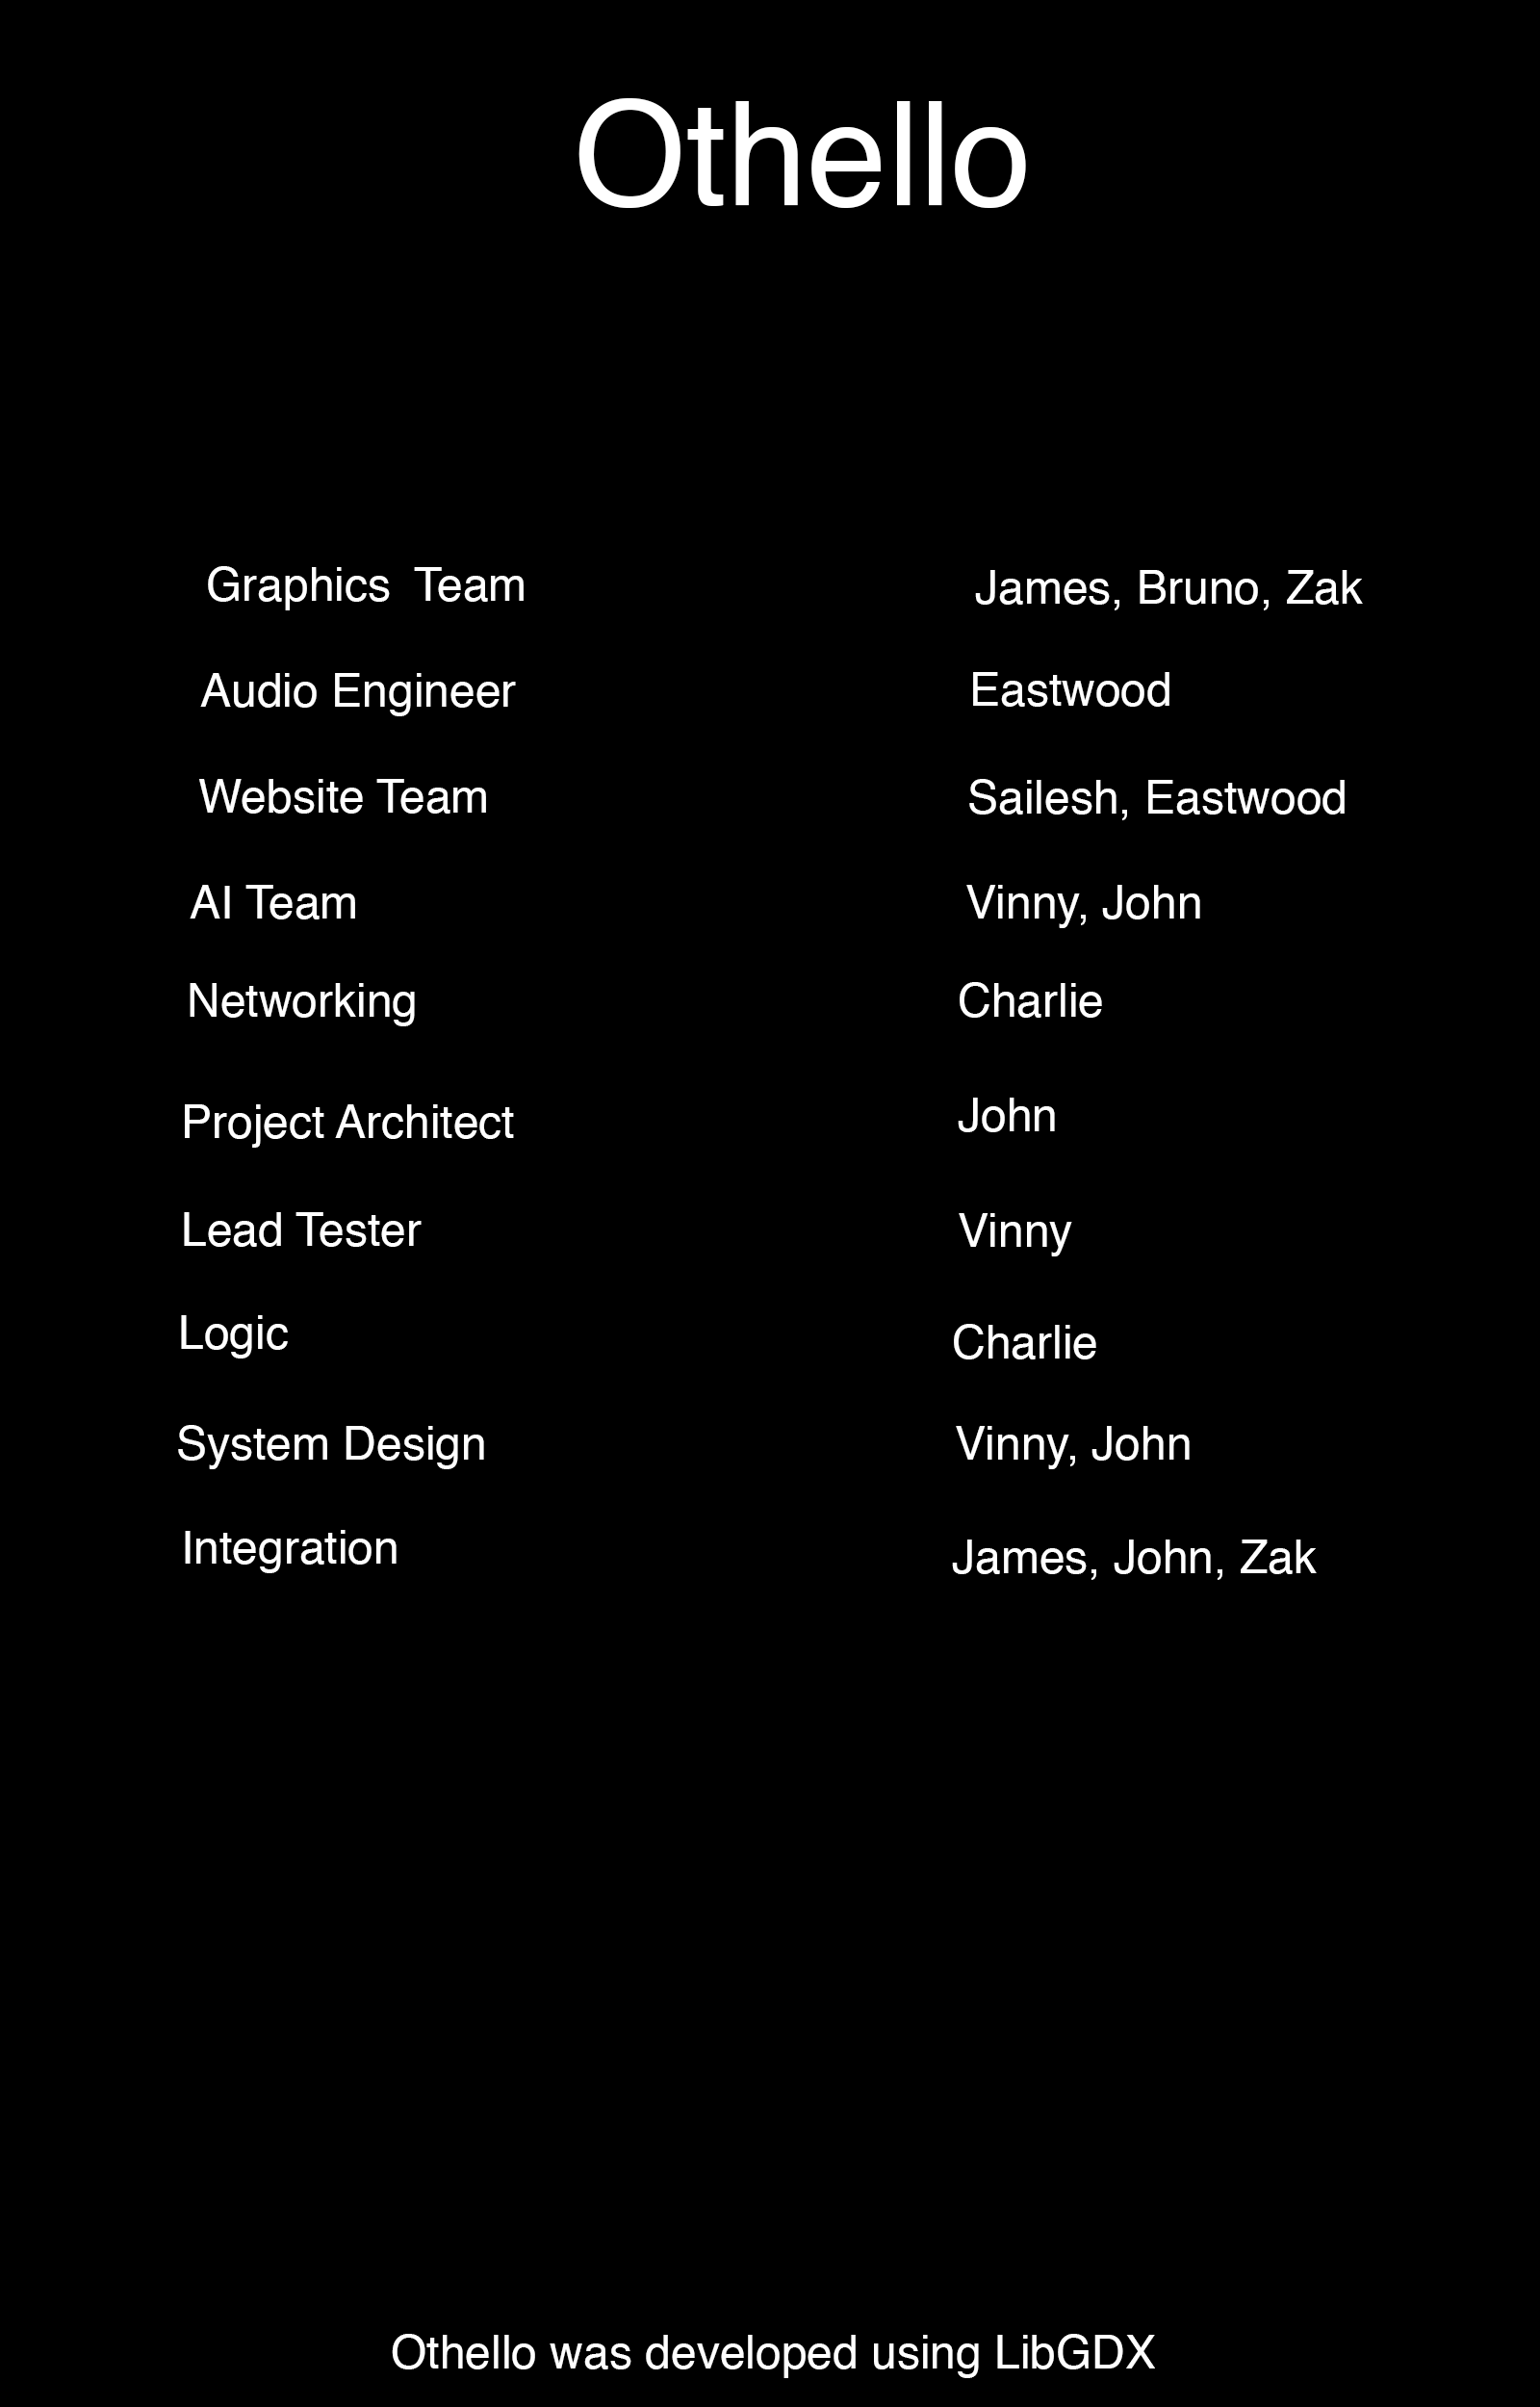 Othello
Graphics  Team James, Bruno, Zak
Audio Engineer Eastwood
Website Team Sailesh, Eastwood
AI Team Vinny, John
Networking Charlie
Project Architect John
Lead Tester Vinny
Logic Charlie
System Design Vinny, John
Integration James, John, Zak
Othello was developed using LibGDX